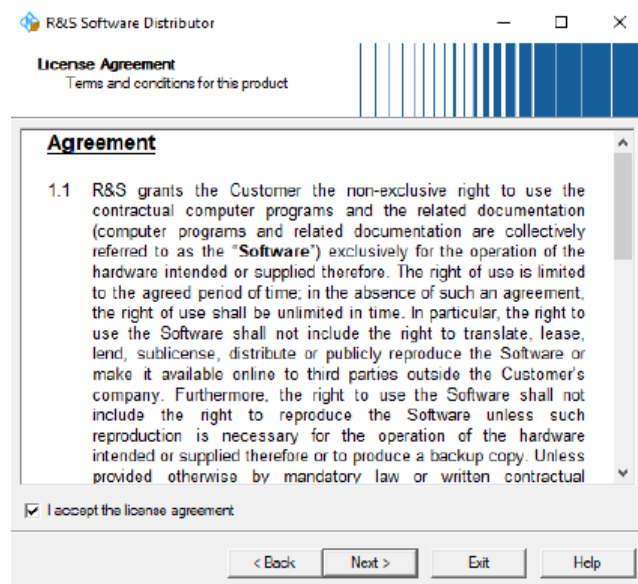 R&S Software Distributor
License Agreement
Terms and conditions for this product
Agreement
1.1 R&S grants the Customer the non-exclusive right to use the
contractual computer programs and the related documentation
(computer programs and related documentation are collectively
referred to as the “Software”) exclusively for the operation of the
hardware intended or supplied therefore. The right of use is limited
to the agreed period of time; in the absence of such an agreement,
the right of use shall be unlimited in time. In particular, the right to
use the Software shall not include the right to translate, lease,
lend, sublicense, distribute or publicly reproduce the Software or
make it available online to third parties outside the Customer's
company. Furthermore, the right to use the Software shall not
include the right to reproduce the Software unless such
reproduction is necessary for the operation of the hardware
intended or supplied therefore or to produce a backup copy. Unless
provided otherwise by mandatory law or written contractual
I accept the license agreement
< Back Next > Exit Help